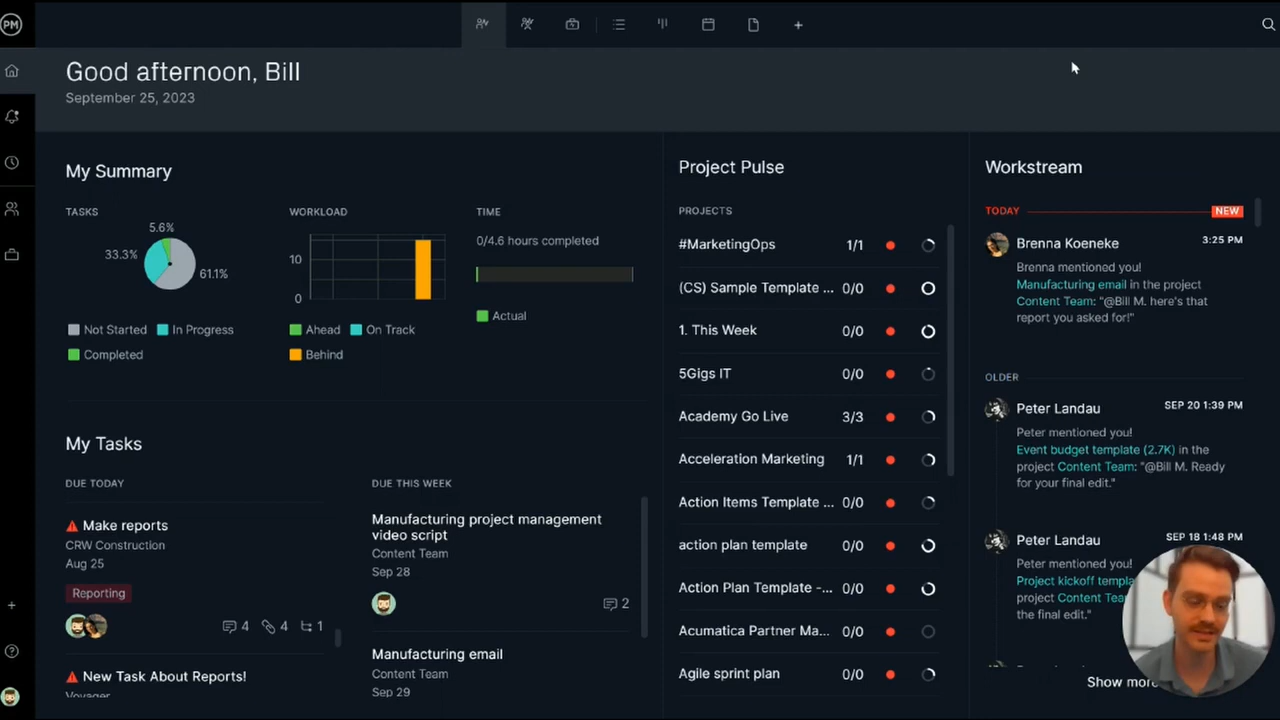 PM
Good afternoon, Bill
September 25, 2023
My Summary
TASKS
5.6%
33.3%
61.1%
Not Started
In Progress
Completed
WORKLOAD
10
0
Ahead
On Track
Behind
TIME
0/4.6 hours completed
Actual
My Tasks
DUE TODAY
Make reports
CRW Construction
Aug 25
Reporting
4
4
1
New Task About Reports!
Voyager
DUE THIS WEEK
Manufacturing project management
video script
Content Team
Sep 28
2
Manufacturing email
Content Team
Sep 29
Project Pulse
PROJECTS
#MarketingOps 1/1
(CS) Sample Template ... 0/0
1. This Week 0/0
5Gigs IT 0/0
Academy Go Live 3/3
Acceleration Marketing 1/1
Action Items Template ... 0/0
action plan template 0/0
Action Plan Template -... 0/0
Acumatica Partner Ma... 0/0
Agile sprint plan 0/0
Workstream
TODAY NEW
Brenna Koeneke 3:25 PM
Brenna mentioned you!
Manufacturing email in the project
Content Team: "@Bill M. here's that
report you asked for!"
OLDER
Peter Landau SEP 20 1:39 PM
Peter mentioned you!
Event budget template (2.7K) in the
project Content Team: "@Bill M. Ready
for your final edit."
Peter Landau SEP 18 1:48 PM
Peter mentioned you!
Project kickoff templa
project Content Tea
the final edit."
Show more